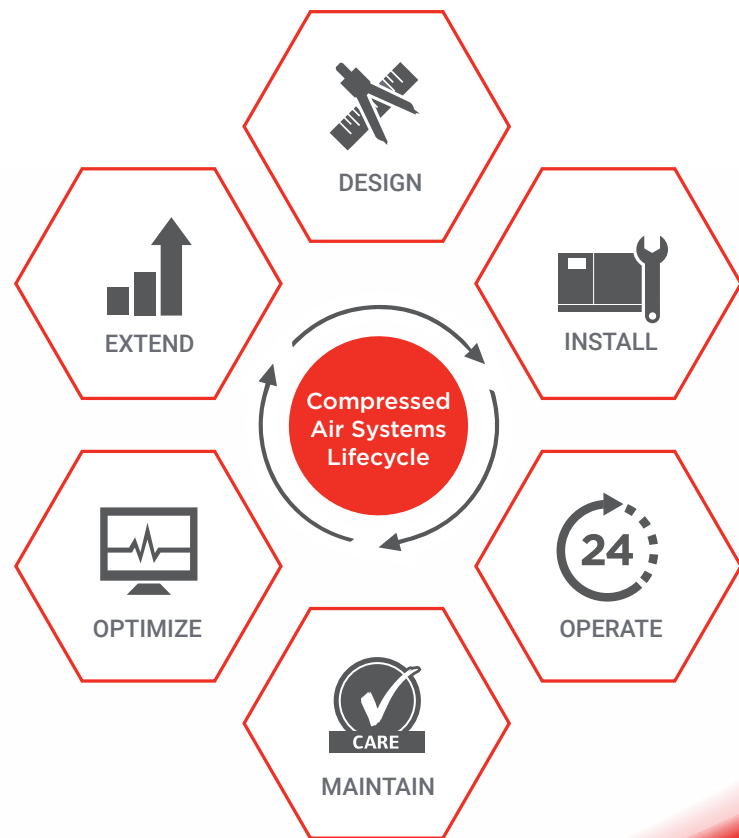 DESIGN
EXTEND
INSTALL
Compressed
Air Systems
Lifecycle
OPTIMIZE
24
OPERATE
CARE
MAINTAIN